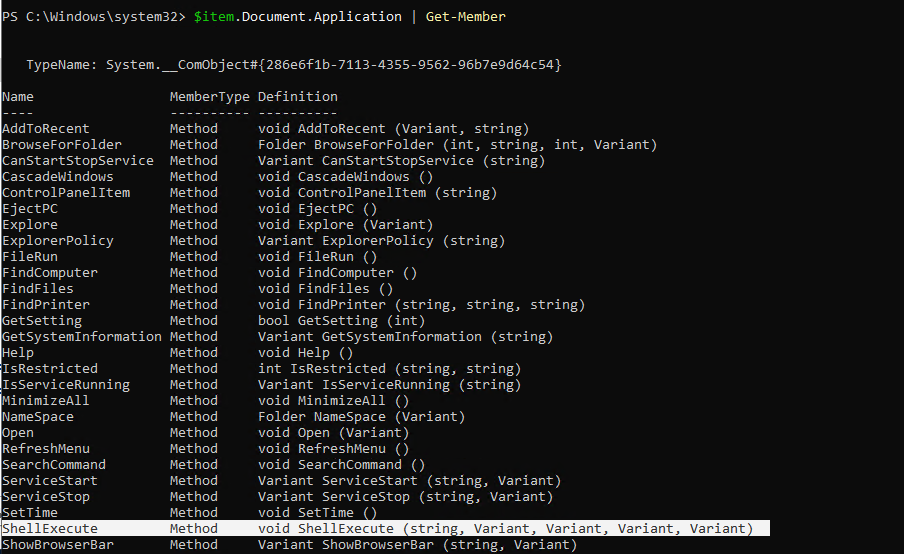 PS C:\Windows\system32> $item.Document.Application | Get-Member
TypeName: System.__ComObject#{286e6f1b-7113-4355-9562-96b7e9d64c54}
Name MemberType Definition
---- ---------- ----------
AddToRecent Method void AddToRecent (Variant, string)
BrowseForFolder Method Folder BrowseForFolder (int, string, int, Variant)
CanStartStopService Method Variant CanStartStopService (string)
CascadeWindows Method void CascadeWindows ()
ControlPanelItem Method void ControlPanelItem (string)
EjectPC Method void EjectPC ()
Explore Method void Explore (Variant)
ExplorerPolicy Method Variant ExplorerPolicy (string)
FileRun Method void FileRun ()
FindComputer Method void FindComputer ()
FindFiles Method void FindFiles ()
FindPrinter Method void FindPrinter (string, string, string)
GetSetting Method bool GetSetting (int)
GetSystemInformation Method Variant GetSystemInformation (string)
Help Method void Help ()
IsRestricted Method int IsRestricted (string, string)
IsServiceRunning Method Variant IsServiceRunning (string)
MinimizeAll Method void MinimizeAll ()
NameSpace Method Folder NameSpace (Variant)
Open Method void Open (Variant)
RefreshMenu Method void RefreshMenu ()
SearchCommand Method void SearchCommand ()
ServiceStart Method Variant ServiceStart (string, Variant)
ServiceStop Method Variant ServiceStop (string, Variant)
SetTime Method void SetTime ()
ShellExecute Method void ShellExecute (string, Variant, Variant, Variant, Variant)
ShowBrowserBar Method Variant ShowBrowserBar (string, Variant)